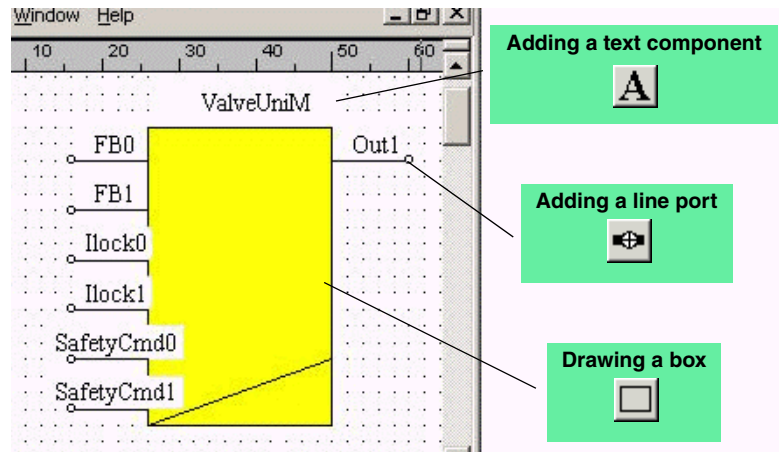 Window Help
10 20 30 40 50 60
ValveUniM
FB0 Out1
FB1
Ilock0
Ilock1
SafetyCmd0
SafetyCmd1
Adding a text component
A
Adding a line port
Drawing a box